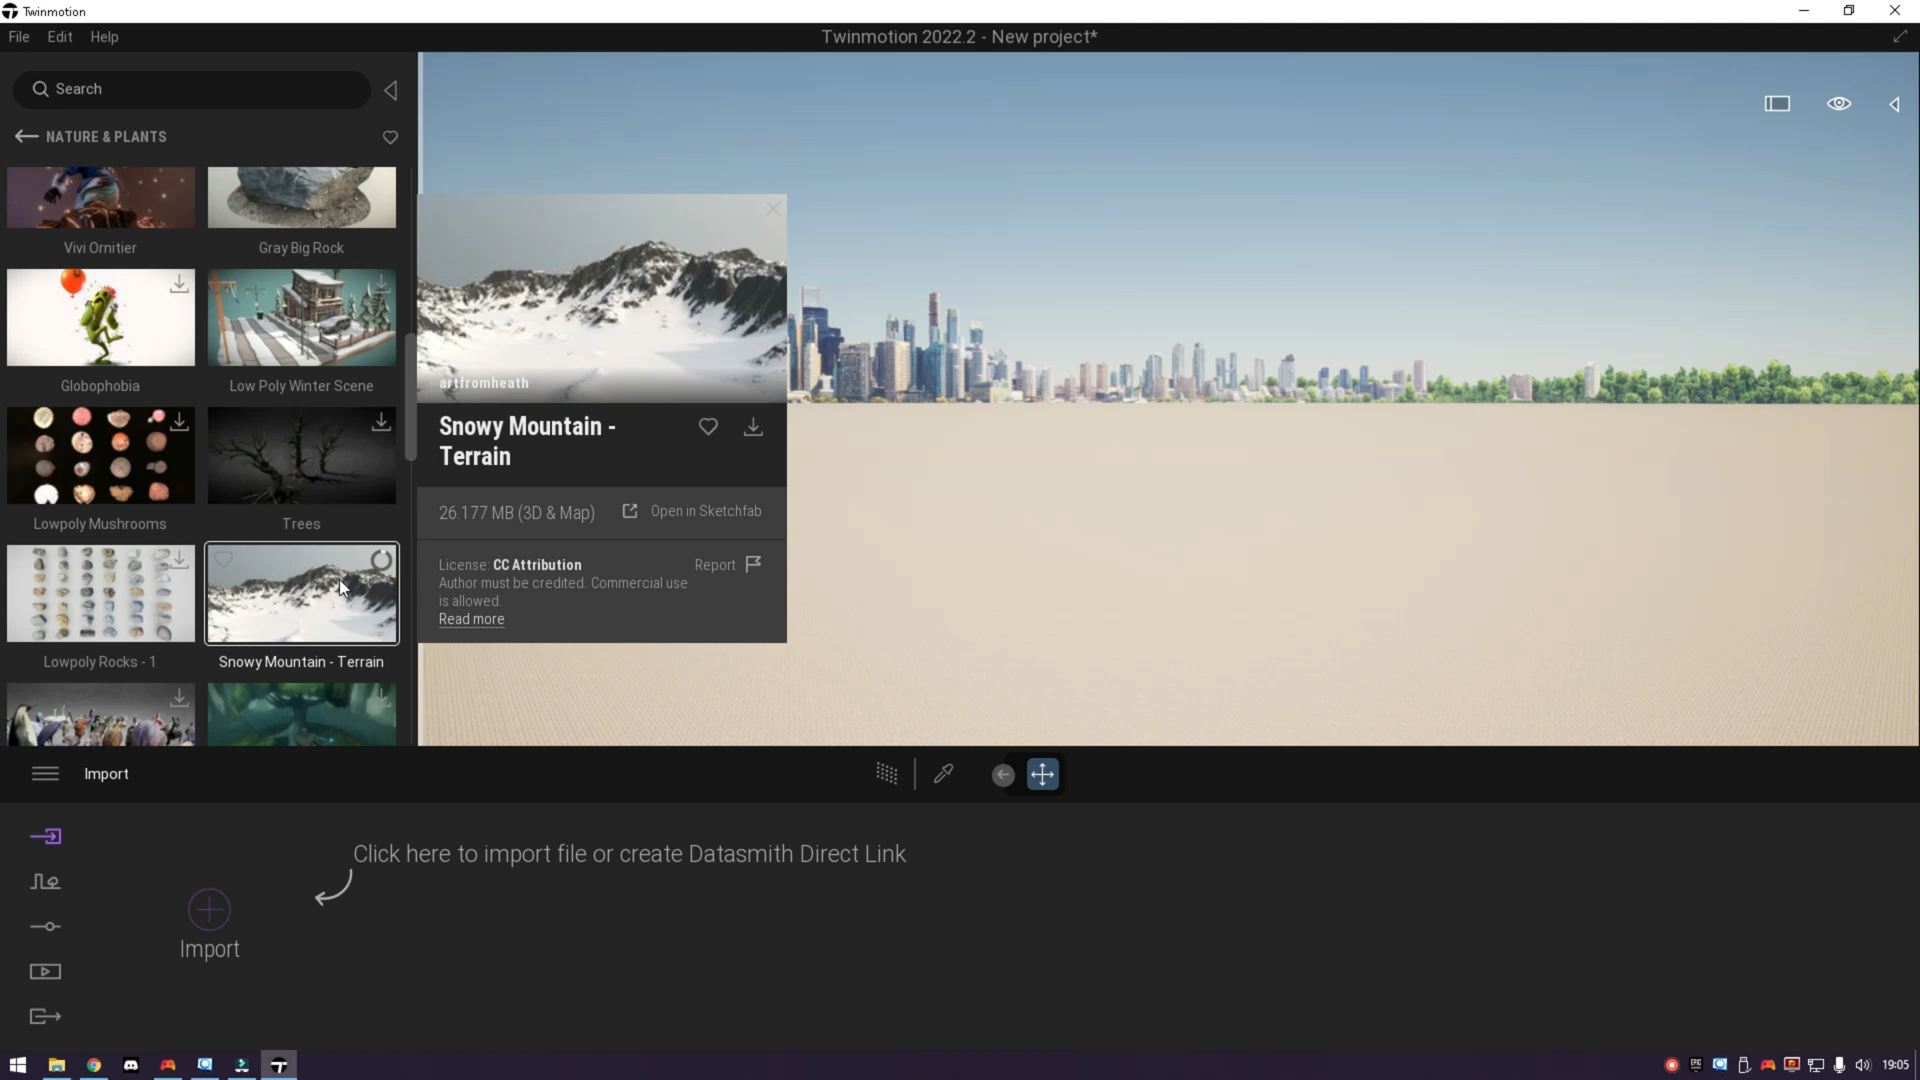 Twinmotion
File Edit Help
Twinmotion 2022.2 - New project*
Search
NATURE & PLANTS
Vivi Ornitier
Gray Big Rock
Globophobia
Low Poly Winter Scene
Lowpoly Mushrooms
Trees
Lowpoly Rocks - 1
Snowy Mountain - Terrain
artfromheath
Snowy Mountain -
Terrain
26.177 MB (3D & Map)
Open in Sketchfab
License: CC Attribution
Report
Author must be credited. Commercial use
is allowed.
Read more
Import
Click here to import file or create Datasmith Direct Link
Import
EPIC
19:05